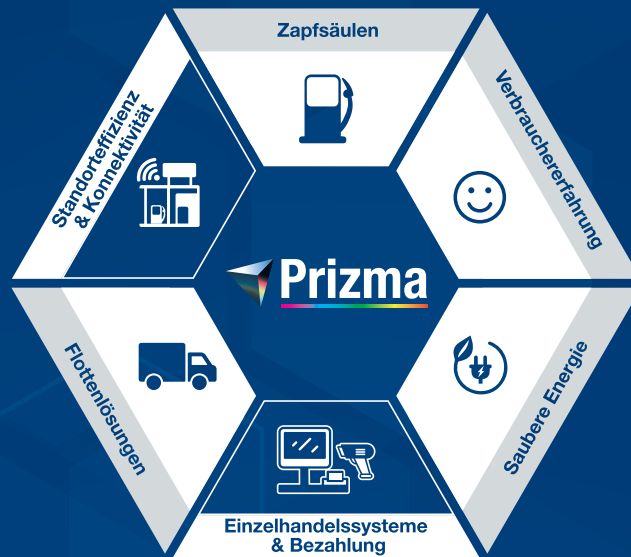 Zapfsäulen
Standorteffizienz
& Konnektivität
Verbrauchererfahrung
Prizma
Flottenlösungen
Saubere Energie
Einzelhandelssysteme
& Bezahlung